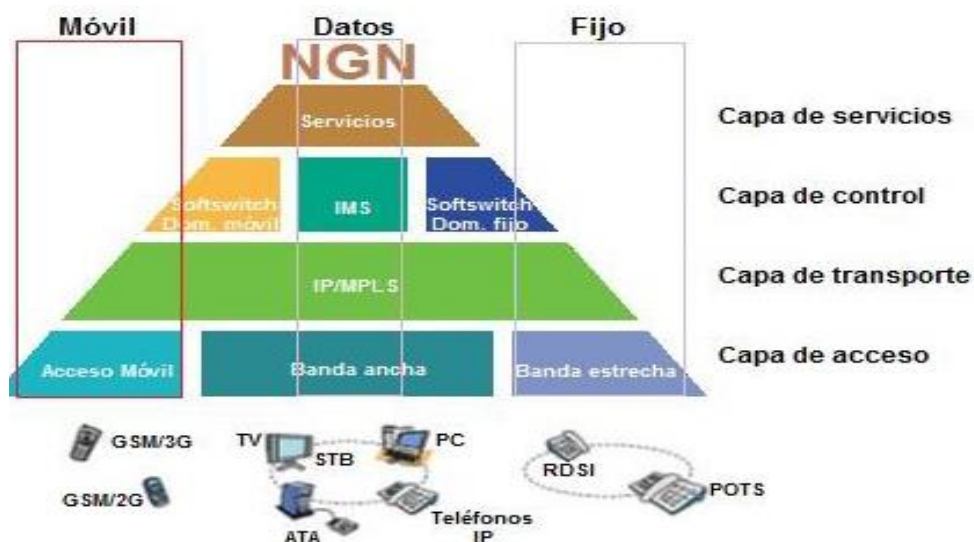 Móvil
Datos
Fijo
NGN
Servicios
Capa de servicios
Softswitch
Dom. móvil
IMS
Softswitch
Dom. fijo
Capa de control
IP/MPLS
Capa de transporte
Acceso Móvil
Banda ancha
Banda estrecha
Capa de acceso
GSM/3G
GSM/2G
TV
STB
PC
ATA
Teléfonos
IP
RDSI
POTS